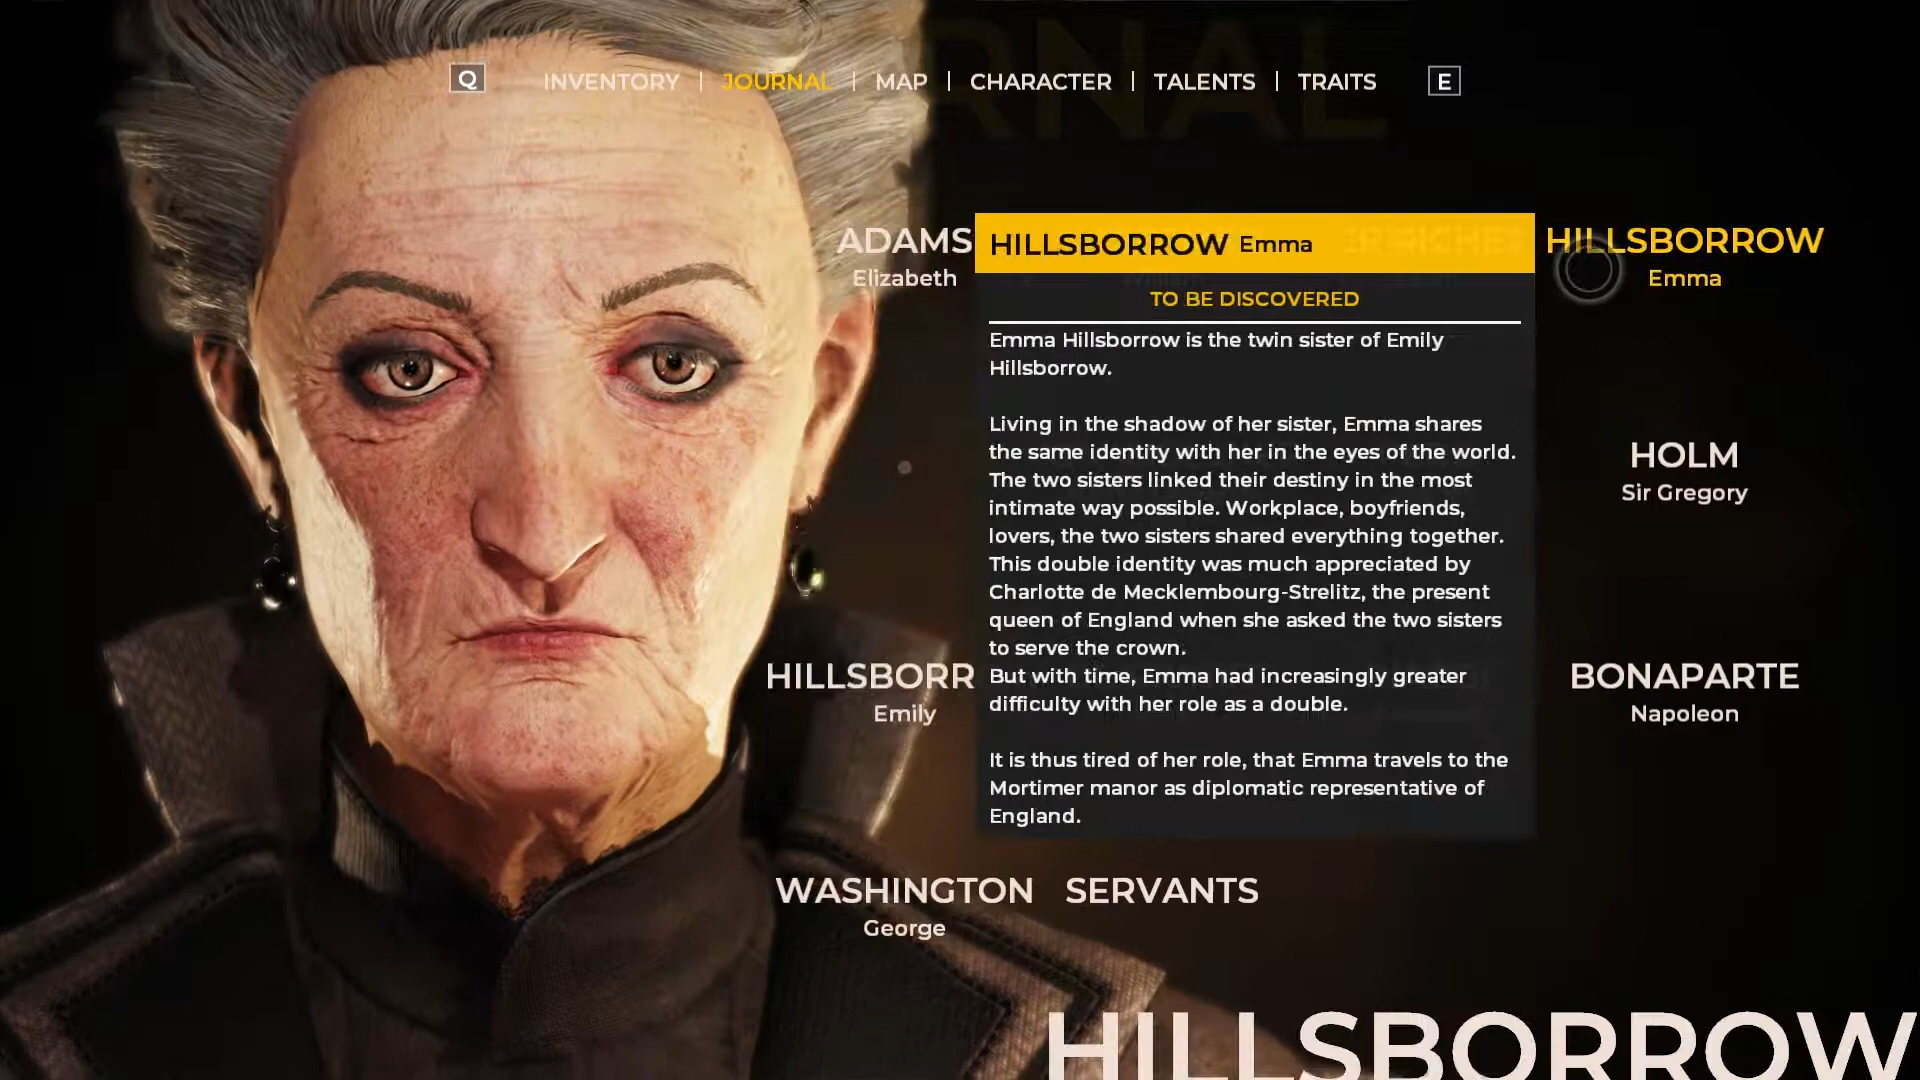 Q INVENTORY | JOURNAL | MAP | CHARACTER | TALENTS | TRAITS E
ADAMS
Elizabeth
HILLSBORROW Emma
TO BE DISCOVERED
Emma Hillsborrow is the twin sister of Emily
Hillsborrow.
Living in the shadow of her sister, Emma shares
the same identity with her in the eyes of the world.
The two sisters linked their destiny in the most
intimate way possible. Workplace, boyfriends,
lovers, the two sisters shared everything together.
This double identity was much appreciated by
Charlotte de Mecklembourg-Strelitz, the present
queen of England when she asked the two sisters
to serve the crown.
But with time, Emma had increasingly greater
difficulty with her role as a double.
It is thus tired of her role, that Emma travels to the
Mortimer manor as diplomatic representative of
England.
HILLSBORROW
Emma
HOLM
Sir Gregory
HILLSBORR
Emily
BONAPARTE
Napoleon
WASHINGTON
George
SERVANTS
HILLSBORROW